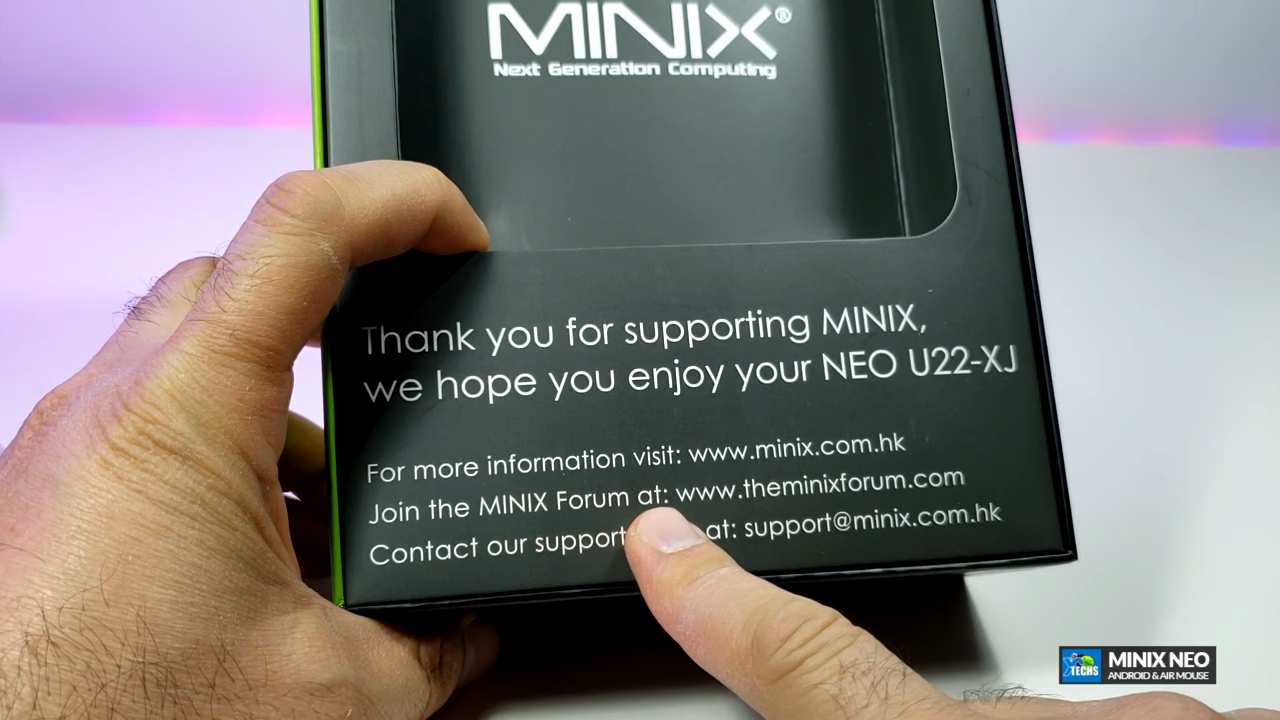 MINIX®
Next Generation Computing
Thank you for supporting MINIX,
we hope you enjoy your NEO U22-XJ
For more information visit: www.minix.com.hk
Join the MINIX Forum at: www.theminixforum.com
Contact our support at: support@minix.com.hk
TECHS
MINIX NEO
ANDROID & AIR MOUSE